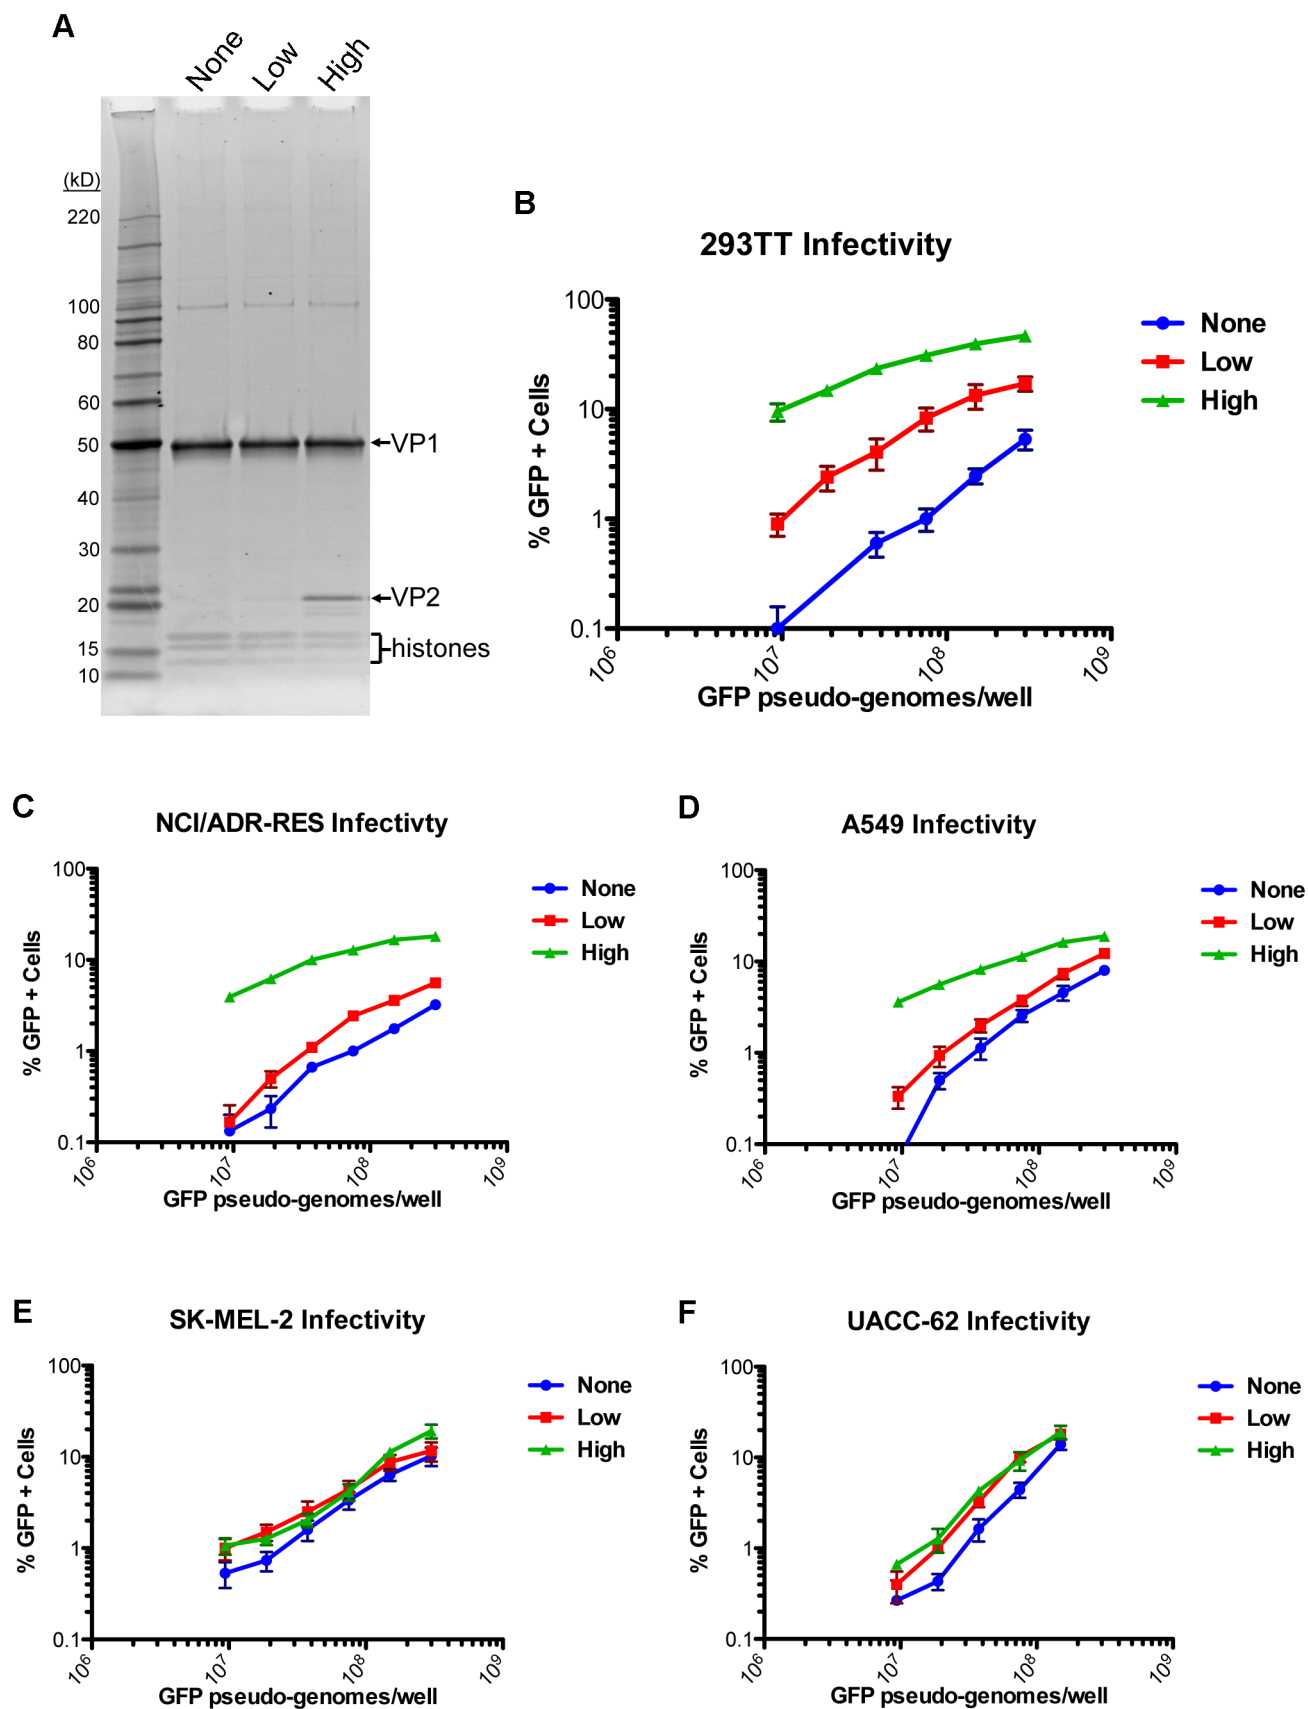 A
None
Low
High
(kD)
220
100
80
60
50
40
30
20
15
10
VP1
VP2
histones
B
293TT Infectivity
% GFP + Cells
100
10
1
0.1
10^6
10^7
10^8
10^9
GFP pseudo-genomes/well
None
Low
High
C
NCI/ADR-RES Infectivty
% GFP + Cells
100
10
1
0.1
10^6
10^7
10^8
10^9
GFP pseudo-genomes/well
None
Low
High
D
A549 Infectivity
% GFP + Cells
100
10
1
0.1
10^6
10^7
10^8
10^9
GFP pseudo-genomes/well
None
Low
High
E
SK-MEL-2 Infectivity
% GFP + Cells
100
10
1
0.1
10^6
10^7
10^8
10^9
GFP pseudo-genomes/well
None
Low
High
F
UACC-62 Infectivity
% GFP + Cells
100
10
1
0.1
10^6
10^7
10^8
10^9
GFP pseudo-genomes/well
None
Low
High